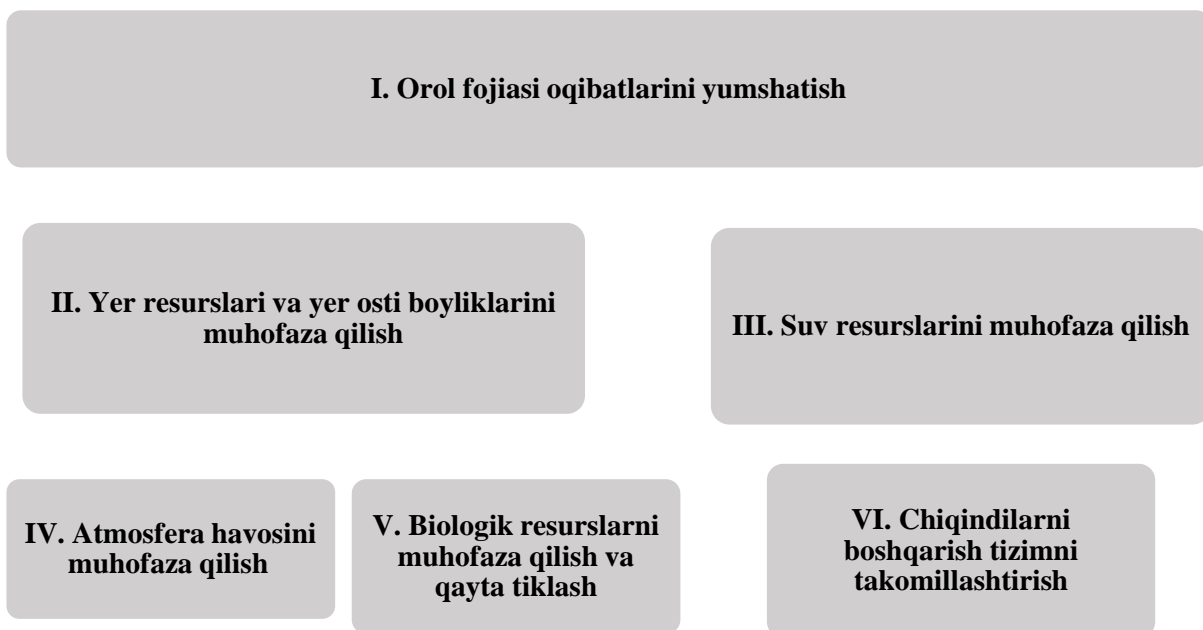 I. Orol fojiasi oqibatlarini yumshatish
II. Yer resurslari va yer osti boyliklarini
muhofaza qilish
III. Suv resurslarini muhofaza qilish
IV. Atmosfera havosini
muhofaza qilish
V. Biologik resurslarni
muhofaza qilish va
qayta tiklash
VI. Chiqindilarni
boshqarish tizimni
takomillashtirish